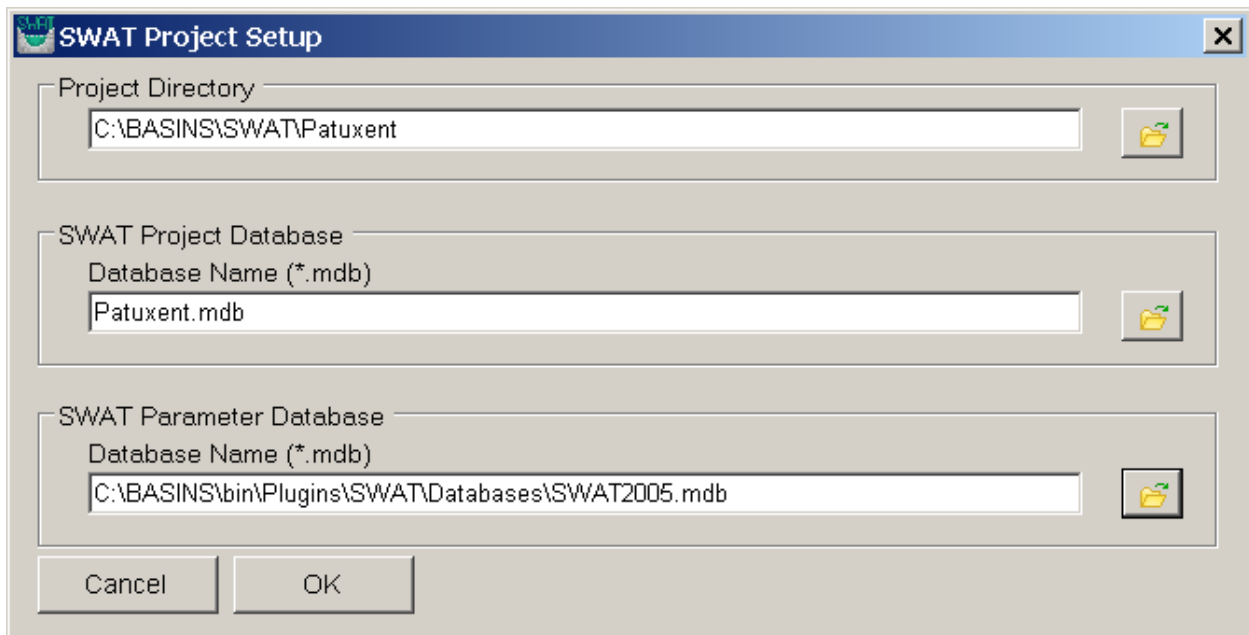 SWAT
SWAT Project Setup
Project Directory
C:\BASINS\SWAT\Patuxent
SWAT Project Database
Database Name (*.mdb)
Patuxent.mdb
SWAT Parameter Database
Database Name (*.mdb)
C:\BASINS\bin\Plugins\SWAT\Databases\SWAT2005.mdb
Cancel OK